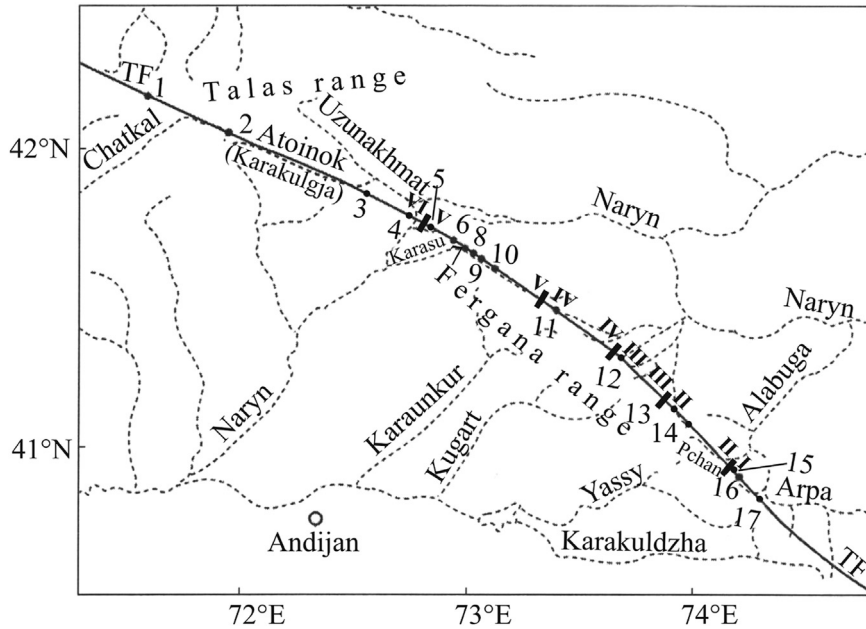 TF
1
Talas range
Chatkal
2
Atoinok
(Karakulgja)
Uzunakhmat
42°N
3
4
VI
V
5
6
8
10
7
9
Karasu
Naryn
Fergana range
V
IV
11
Naryn
IV
III
12
III
II
13
14
Alabuga
Naryn
Karaunkur
Kugart
41°N
Pchan
II
I
15
16
Arpa
17
Yassy
Karakuldzha
Andijan
TF
72°E
73°E
74°E